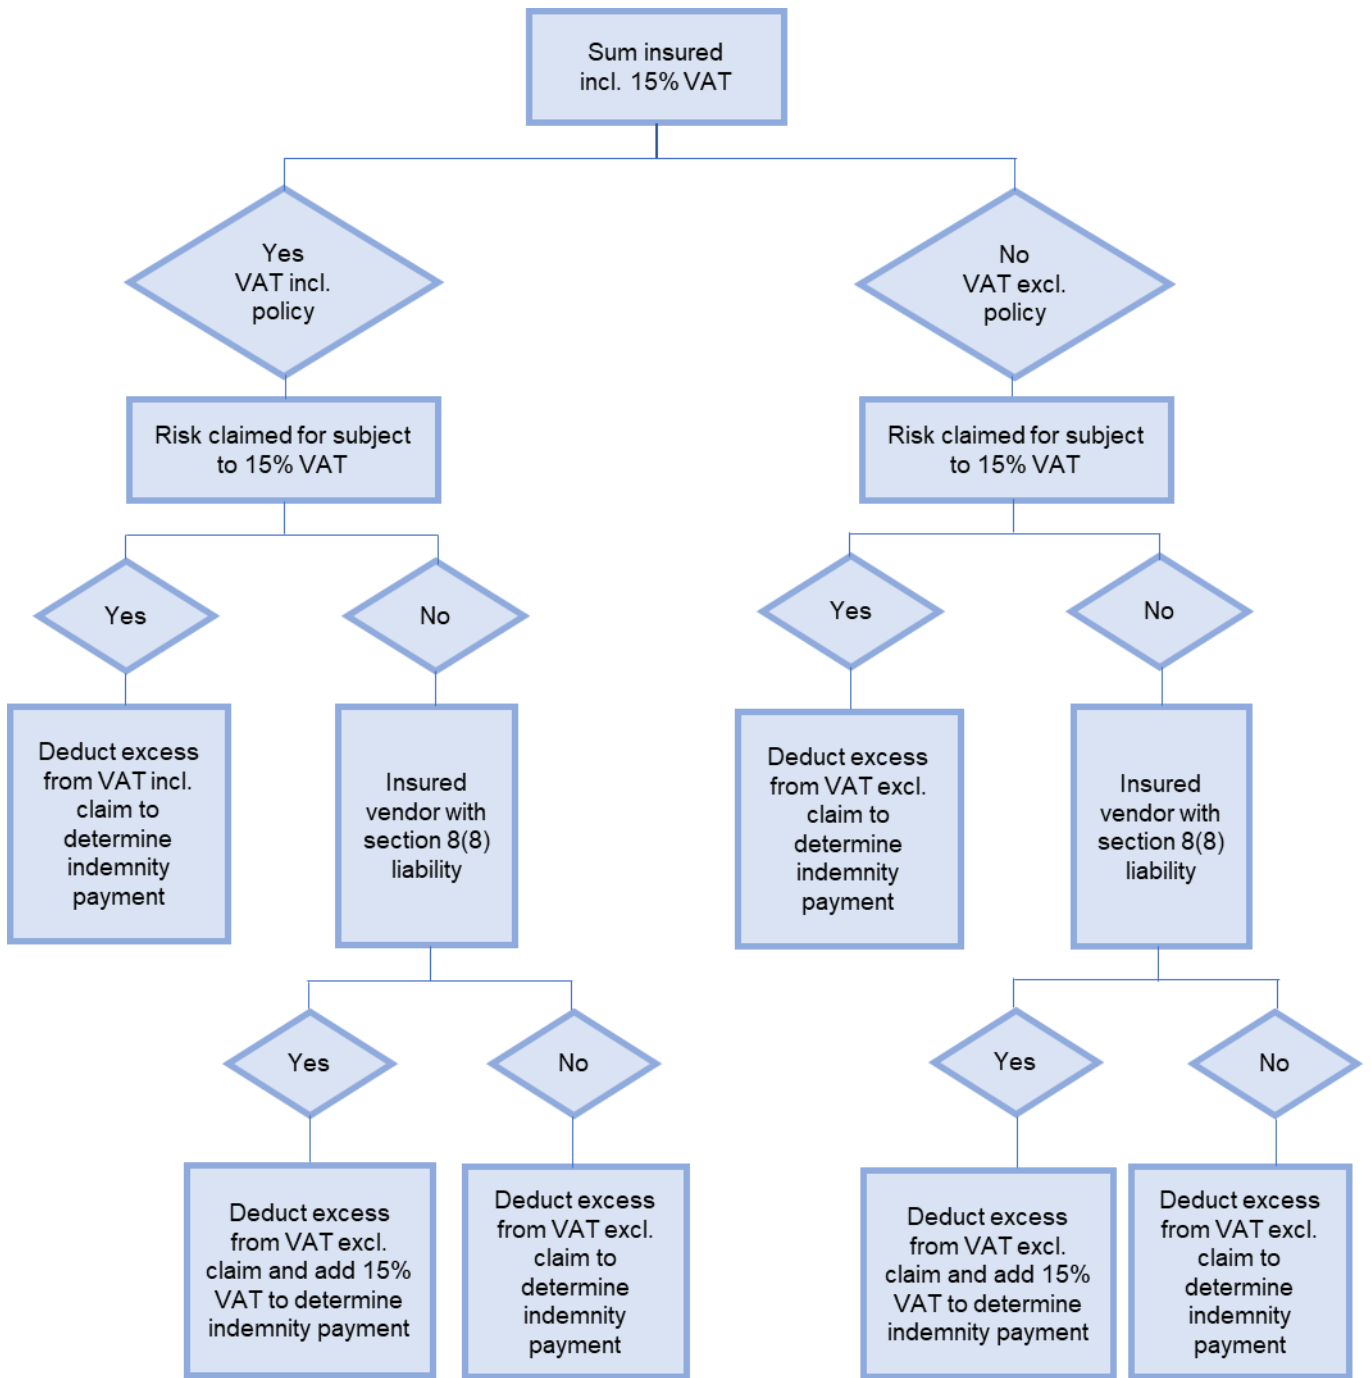 Sum insured
incl. 15% VAT
Yes
VAT incl.
policy
No
VAT excl.
policy
Risk claimed for subject
to 15% VAT
Risk claimed for subject
to 15% VAT
Yes
No
Yes
No
Deduct excess
from VAT incl.
claim to
determine
indemnity
payment
Insured
vendor with
section 8(8)
liability
Deduct excess
from VAT excl.
claim to
determine
indemnity
payment
Insured
vendor with
section 8(8)
liability
Yes
No
Yes
No
Deduct excess
from VAT excl.
claim and add 15%
VAT to determine
indemnity payment
Deduct excess
from VAT excl.
claim to
determine
indemnity
payment
Deduct excess
from VAT excl.
claim and add 15%
VAT to determine
indemnity payment
Deduct excess
from VAT excl.
claim to
determine
indemnity
payment